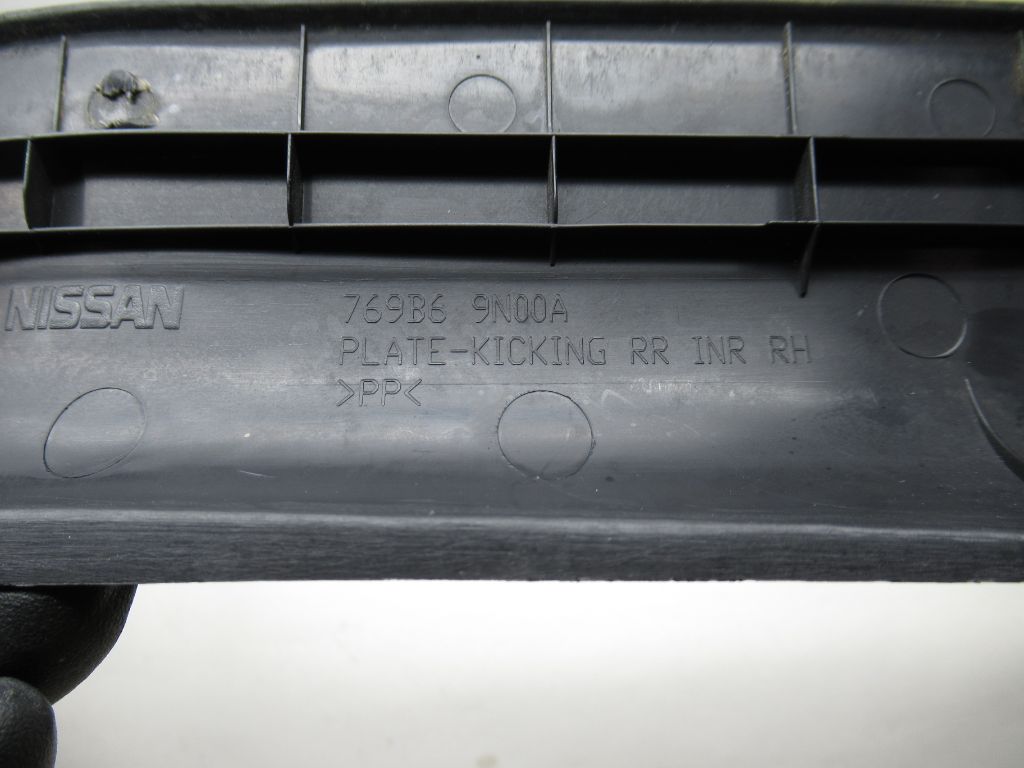 NISSAN
769B6 9N00A
PLATE-KICKING RR INR RH
>PP<